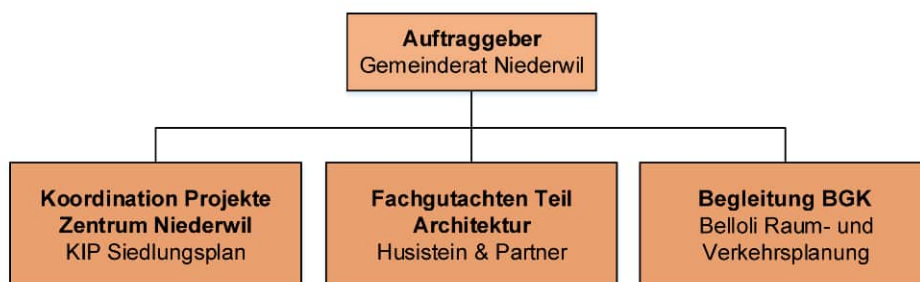 Auftraggeber
Gemeinderat Niederwil
Koordination Projekte
Zentrum Niederwil
KIP Siedlungsplan
Fachgutachten Teil
Architektur
Husistein & Partner
Begleitung BGK
Belloli Raum- und
Verkehrsplanung